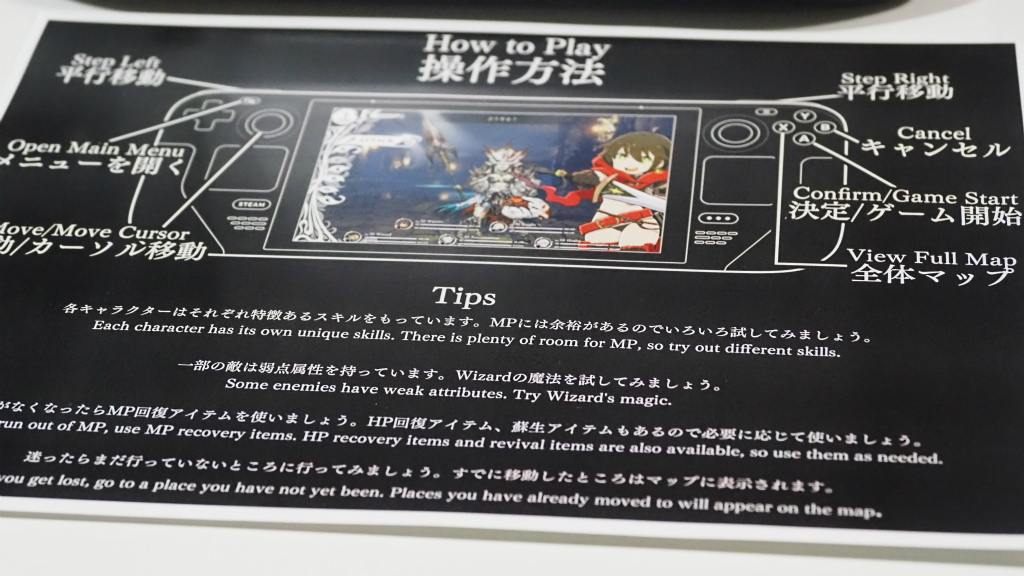 How to Play
操作方法
Step Left
平行移動
Step Right
平行移動
Open Main Menu
メニューを開く
Cancel
キャンセル
Confirm/Game Start
決定/ゲーム開始
Move/Move Cursor
動/カーソル移動
View Full Map
全体マップ
STEAM
Y
X
B
A
Tips
各キャラクターはそれぞれ特徴あるスキルをもっています。MPには余裕があるのでいろいろ試してみましょう。
Each character has its own unique skills. There is plenty of room for MP, so try out different skills.
一部の敵は弱点属性を持っています。Wizardの魔法を試してみましょう。
Some enemies have weak attributes. Try Wizard's magic.
がなくなったらMP回復アイテムを使いましょう。HP回復アイテム、蘇生アイテムもあるので必要に応じて使いましょう。
run out of MP, use MP recovery items. HP recovery items and revival items are also available, so use them as needed.
迷ったらまだ行っていないところに行ってみましょう。すでに移動したところはマップに表示されます。
you get lost, go to a place you have not yet been. Places you have already moved to will appear on the map.